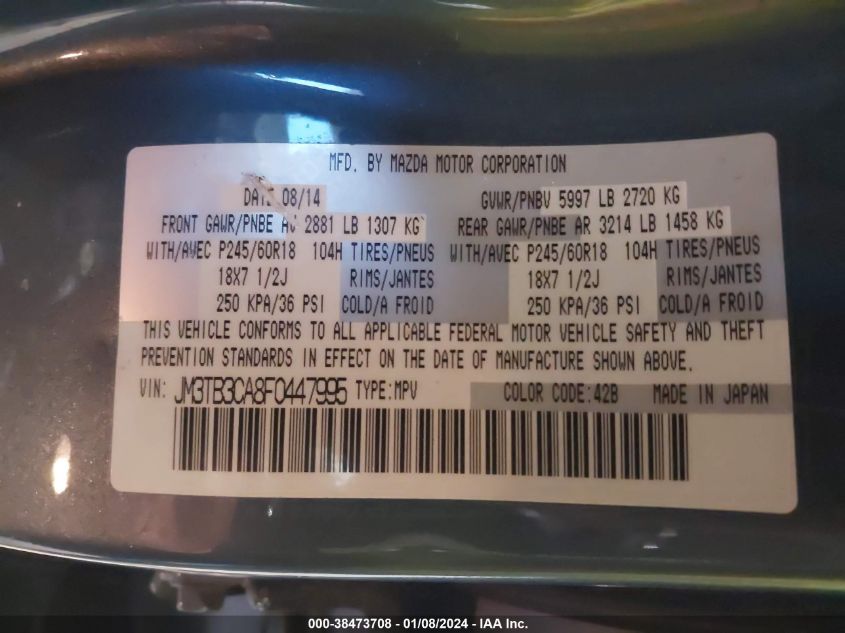 MFD. BY MAZDA MOTOR CORPORATION
DATE 08/14 GVWR/PNBV 5997 LB 2720 KG
FRONT GAWR/PNBE AV 2881 LB 1307 KG REAR GAWR/PNBE AR 3214 LB 1458 KG
WITH/AVEC P245/60R18 104H TIRES/PNEUS WITH/AVEC P245/60R18 104H TIRES/PNEUS
18X7 1/2J RIMS/JANTES 18X7 1/2J RIMS/JANTES
250 KPA/36 PSI COLD/A FROID 250 KPA/36 PSI COLD/A FROID
THIS VEHICLE CONFORMS TO ALL APPLICABLE FEDERAL MOTOR VEHICLE SAFETY AND THEFT
PREVENTION STANDARDS IN EFFECT ON THE DATE OF MANUFACTURE SHOWN ABOVE.
VIN: JM3TB3CA8F0447995 TYPE:MPV COLOR CODE:42B MADE IN JAPAN
000-38473708 - 01/08/2024 - IAA Inc.